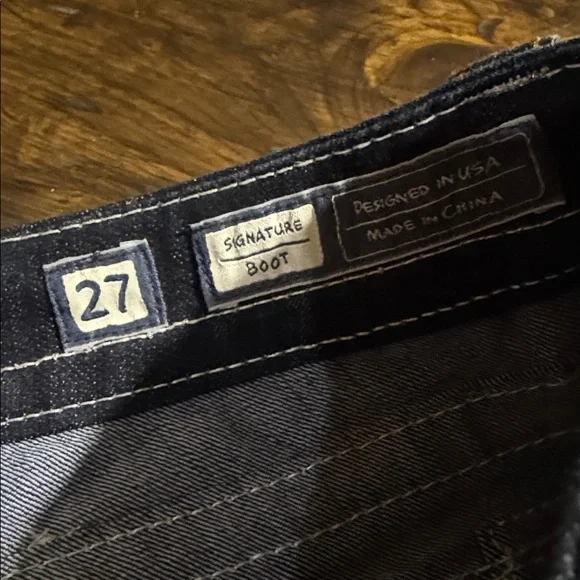 27
SIGNATURE
BOOT
DESIGNED IN USA
MADE IN CHINA